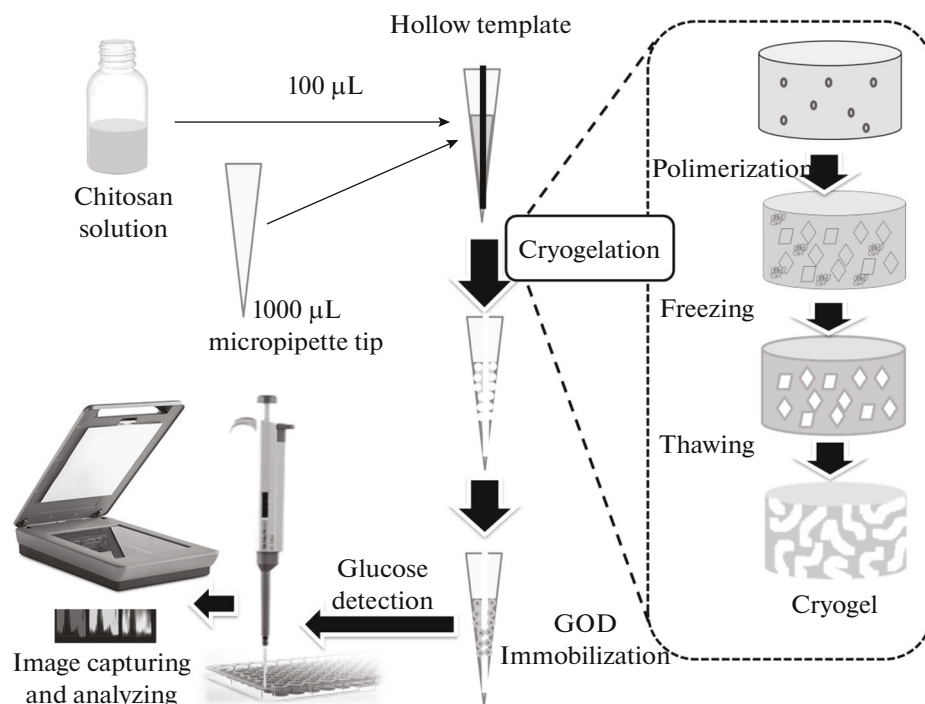 Hollow template
100 μL
Chitosan
solution
1000 μL
micropipette tip
Cryogelation
Polimerization
Freezing
Thawing
Cryogel
GOD
Immobilization
Glucose
detection
Image capturing
and analyzing